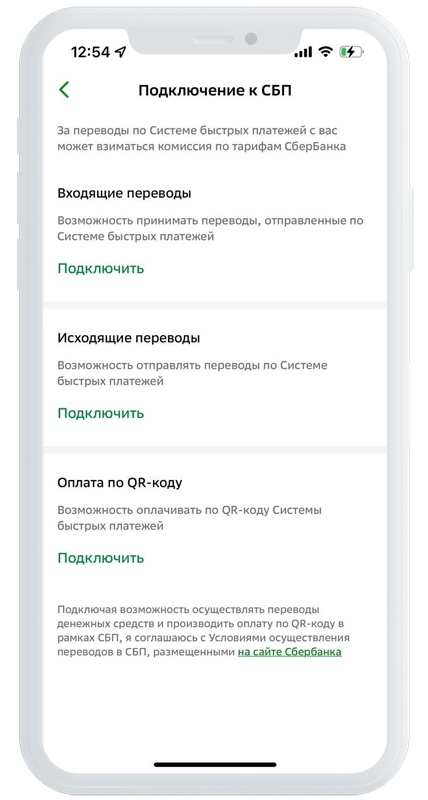 12:54
Подключение к СБП
За переводы по Системе быстрых платежей с вас
может взиматься комиссия по тарифам СберБанка
Входящие переводы
Возможность принимать переводы, отправленные по
Системе быстрых платежей
Подключить
Исходящие переводы
Возможность отправлять переводы по Системе
быстрых платежей
Подключить
Оплата по QR-коду
Возможность оплачивать по QR-коду Системы
быстрых платежей
Подключить
Подключая возможность осуществлять переводы
денежных средств и производить оплату по QR-коду в
рамках СБП, я соглашаюсь с Условиями осуществления
переводов в СБП, размещенными на сайте Сбербанка